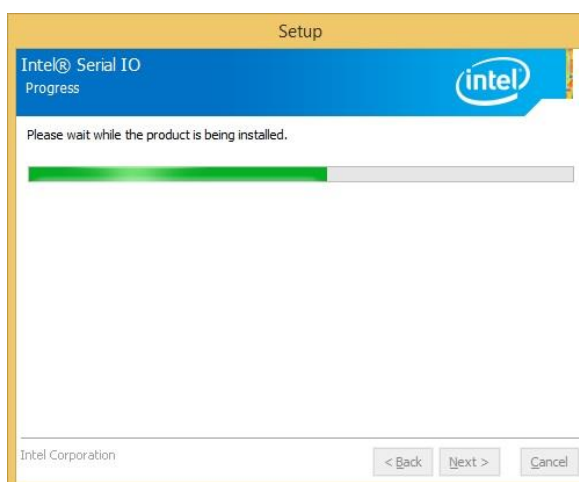 Setup
Intel® Serial IO
Progress
intel
Please wait while the product is being installed.
Intel Corporation
< Back Next > Cancel